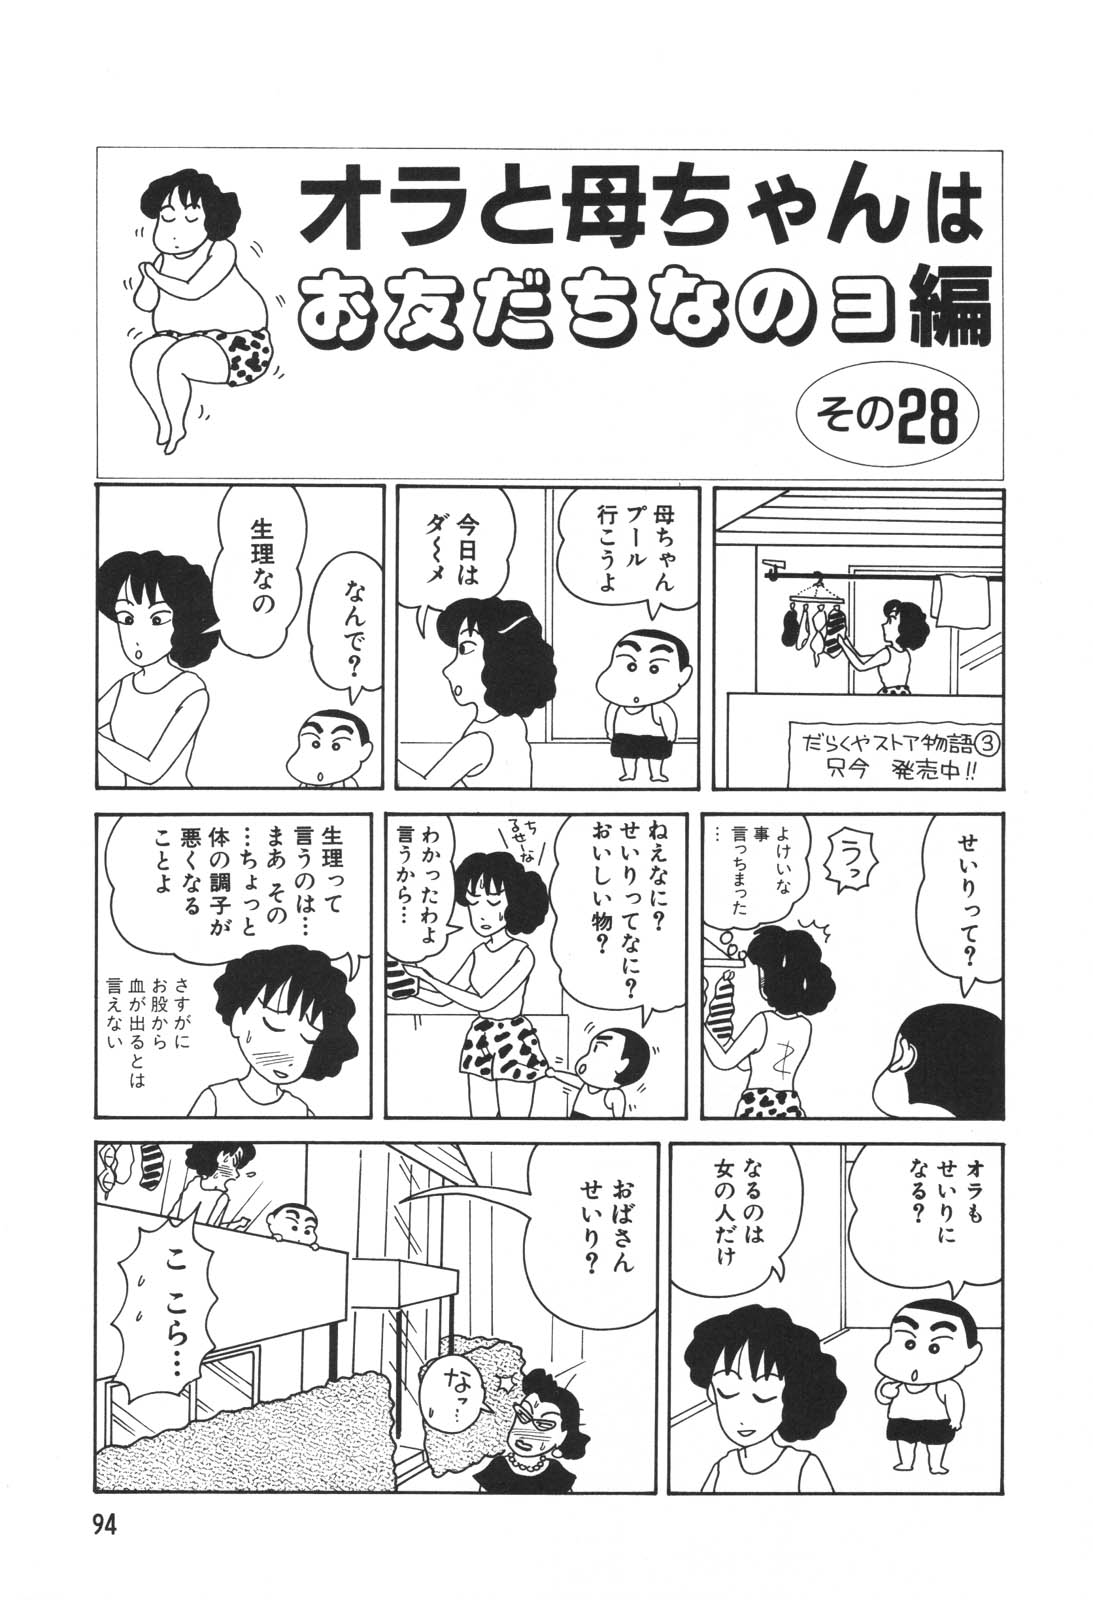 オラと母ちゃんは
お友だちなのヨ編
その28
だらくやストア物語③
只今 発売中!!
母ちゃん
プール
行こうよ
今日は
ダ〜メ
なんで?
生理なの
せいりって?
うっ
よけいな
事
言っちまった
…
ねえなに?
せいりってなに?
おいしい物?
ち
るせーな
わかったわよ
言うから…
生理って
言うのは…
まあ その
…ちょっと
体の調子が
悪くなる
ことよ
さすがに
お股から
血が出るとは
言えない
オラも
せいりに
なる?
なるのは
女の人だけ
おばさん
せいり?
こ こら…
なっ…
94